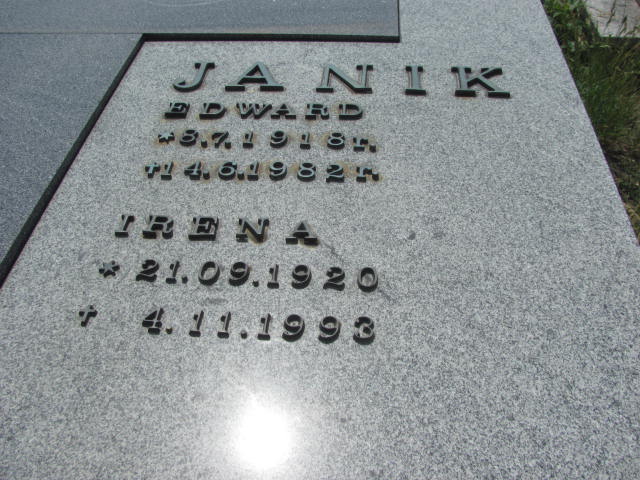 JANIK
EDWARD
*8.7.1918r.
†14.6.1982r.
IRENA
* 21.09.1920
† 4.11.1993